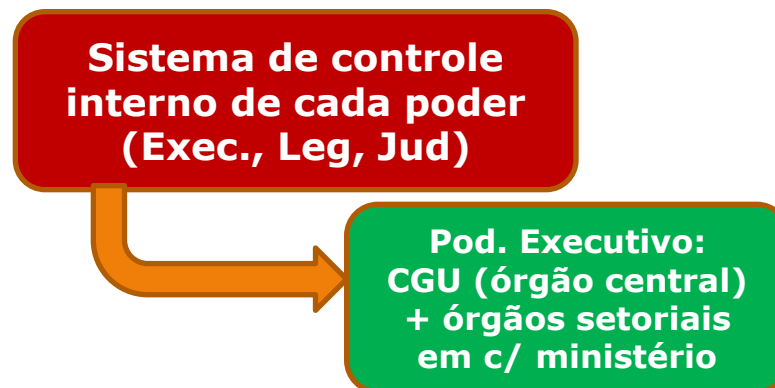 Sistema de controle
interno de cada poder
(Exec., Leg, Jud)
Pod. Executivo:
CGU (órgão central)
+ órgãos setoriais
em c/ ministério